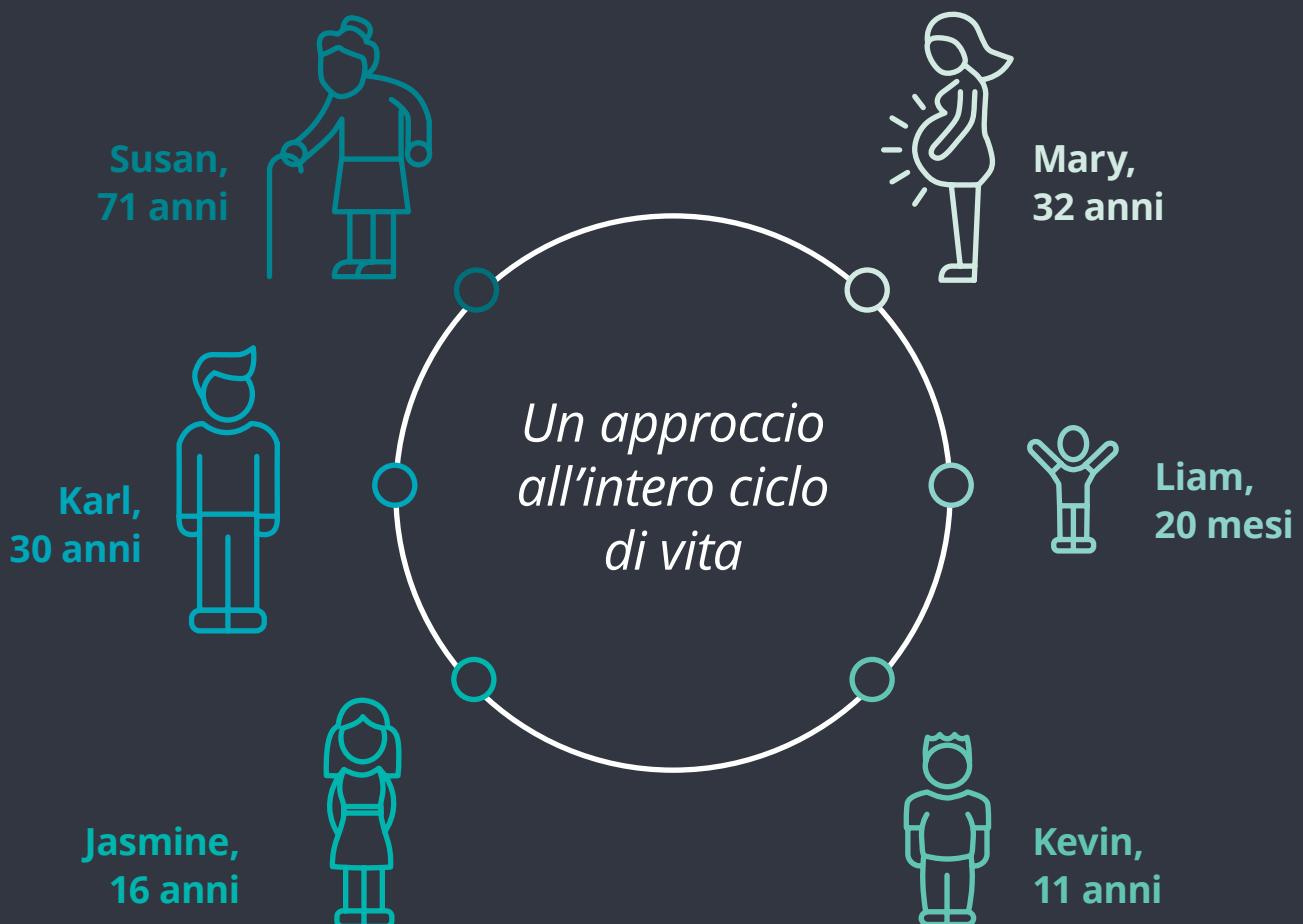 Susan,
71 anni
Mary,
32 anni
Un approccio
all’intero ciclo
di vita
Karl,
30 anni
Liam,
20 mesi
Jasmine,
16 anni
Kevin,
11 anni